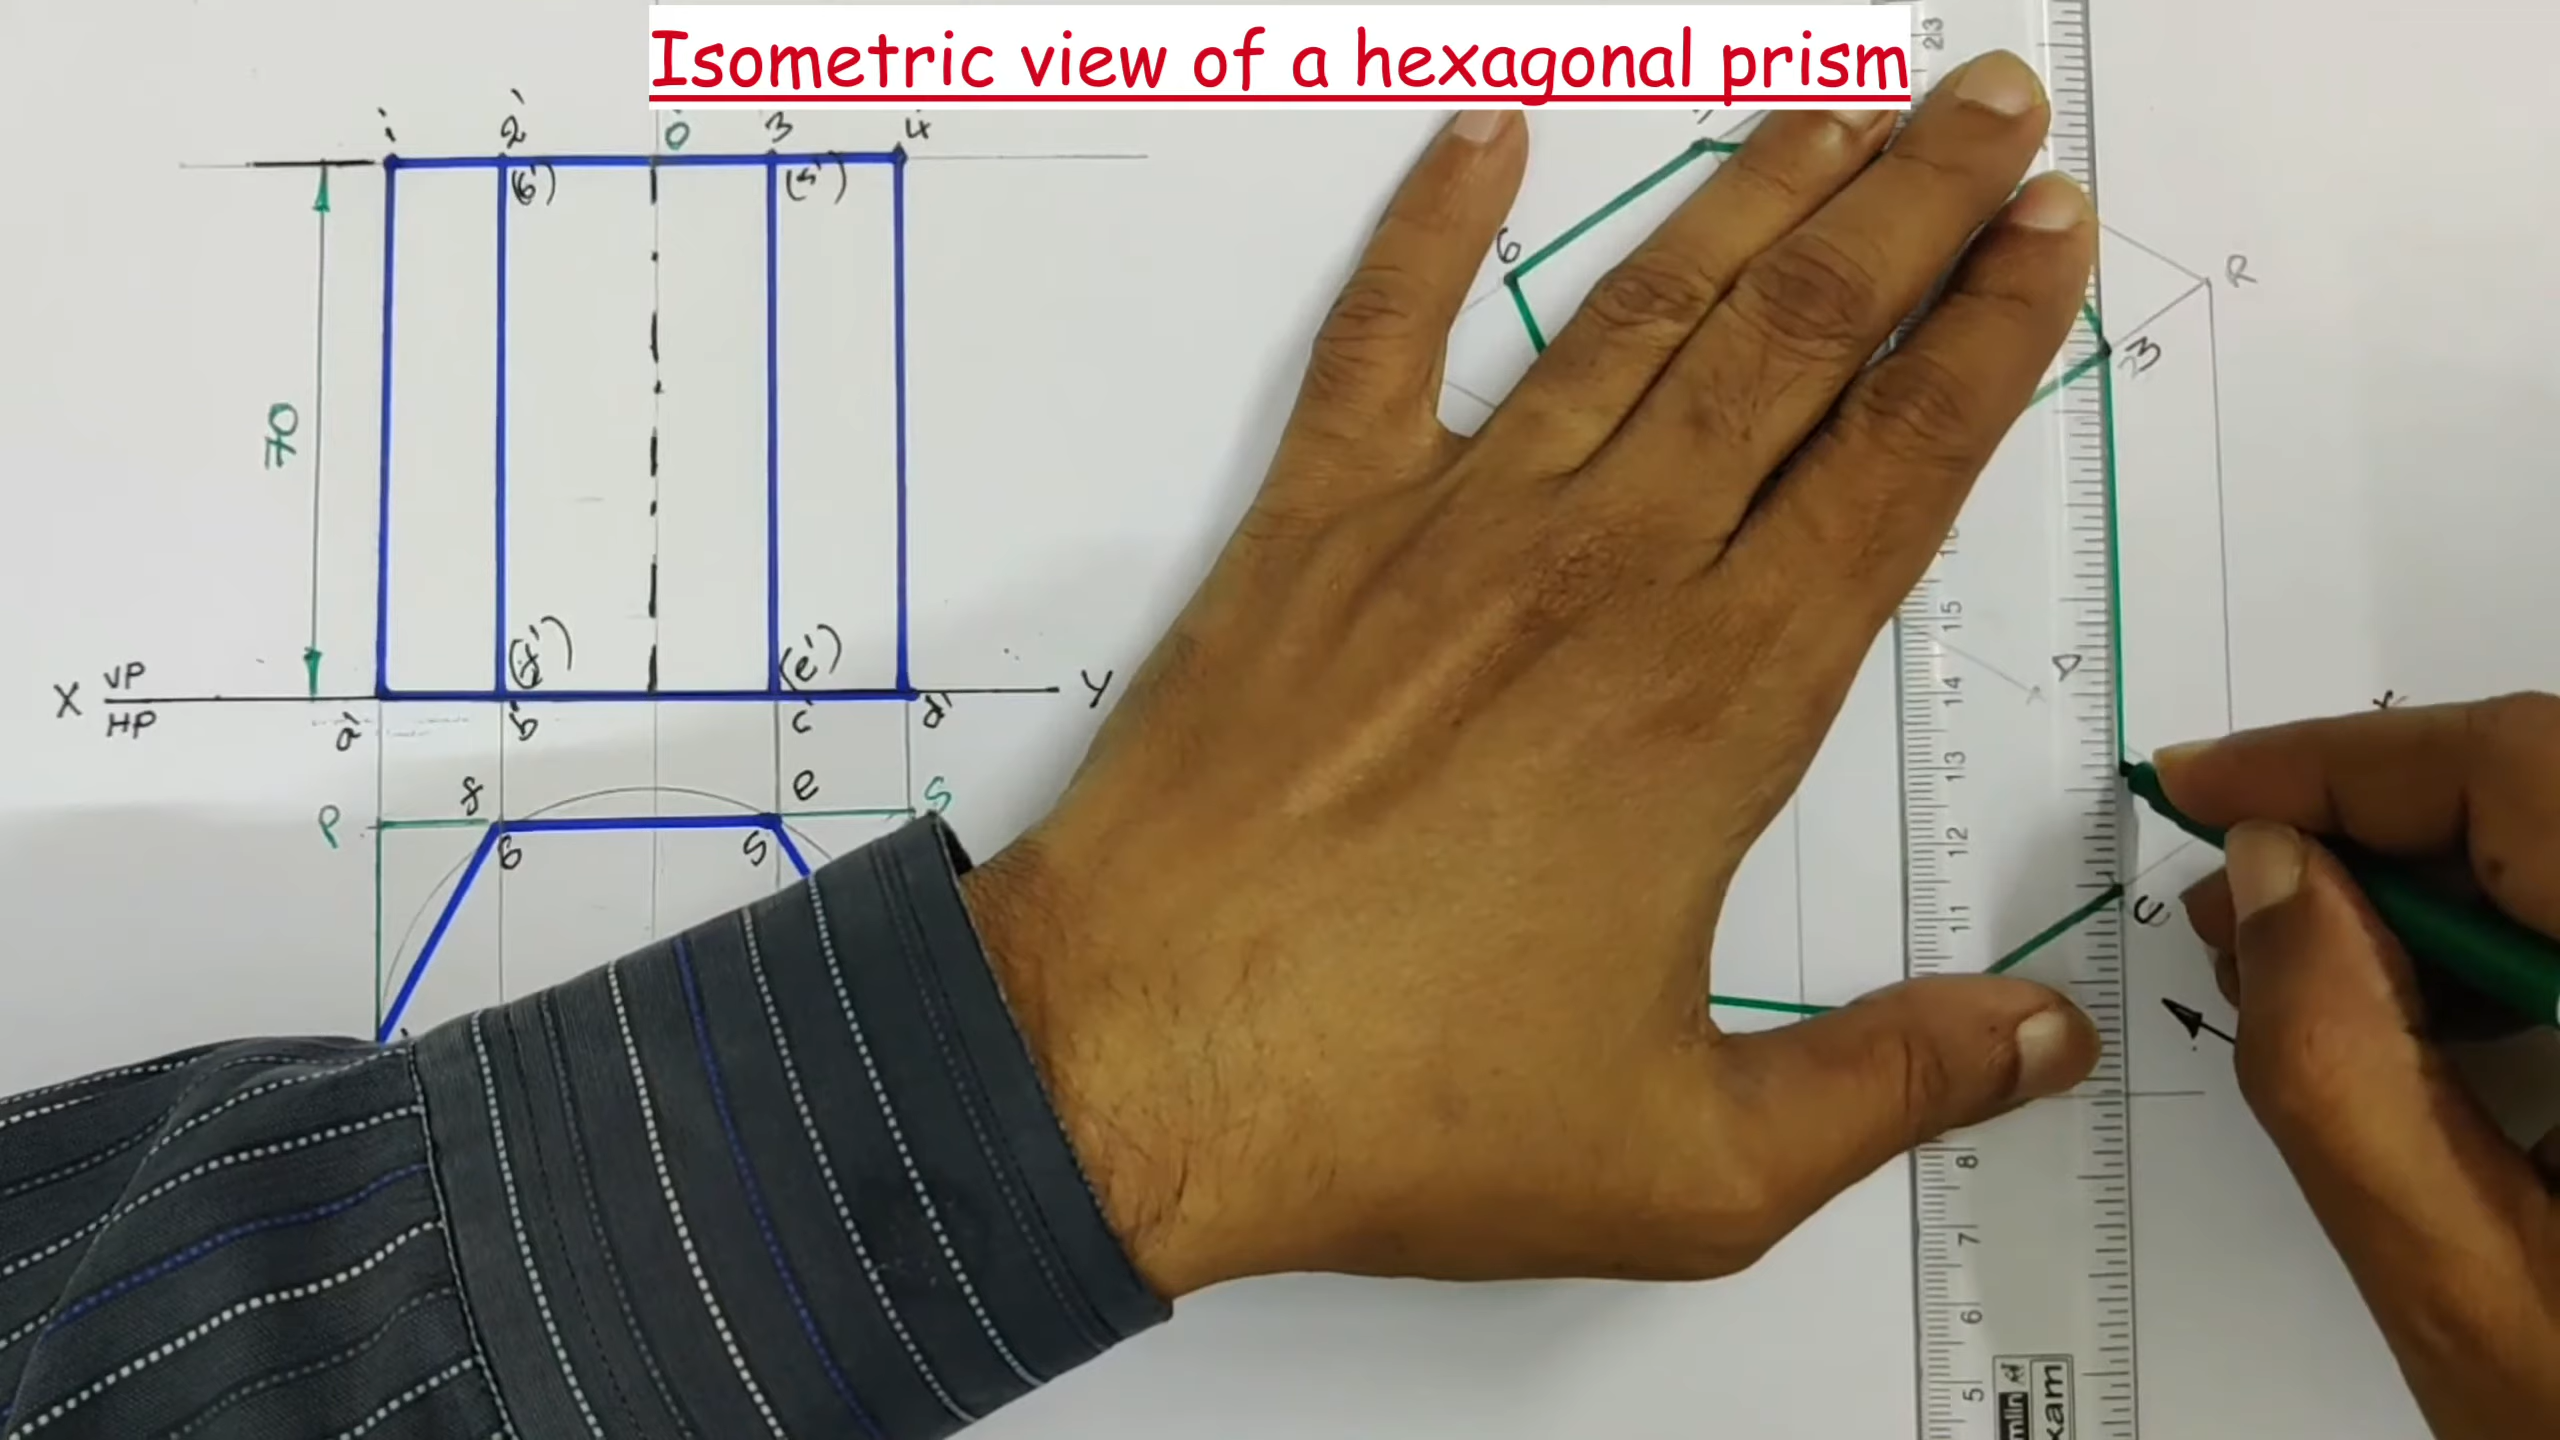 Isometric view of a hexagonal prism
1' 2' 0' 3' 4'
(6') (5')
70
(f') (e')
X VP Y
HP
a' b' c' d'
f e
P S
6 5
6
R
3
D
C
23
15
14
13
12
11
8
7
6
5